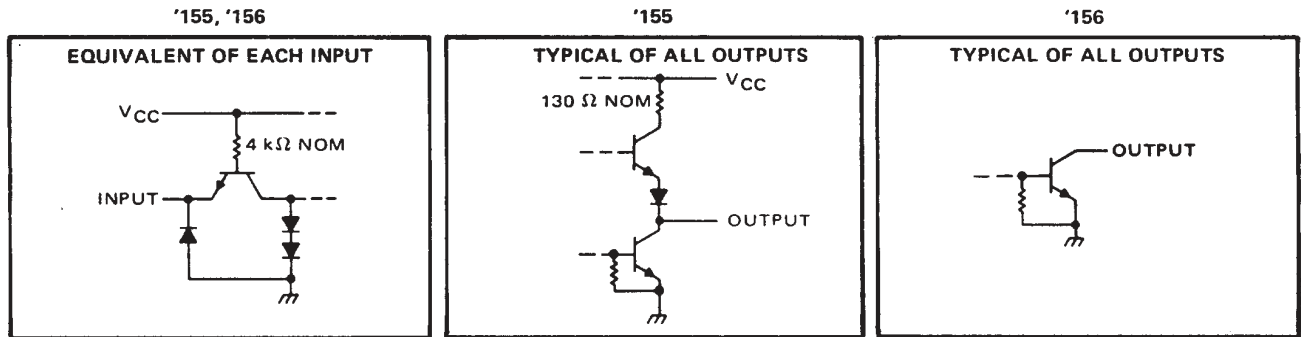 '155, '156
EQUIVALENT OF EACH INPUT
VCC
4 kΩ NOM
INPUT
'155
TYPICAL OF ALL OUTPUTS
VCC
130 Ω NOM
OUTPUT
'156
TYPICAL OF ALL OUTPUTS
OUTPUT